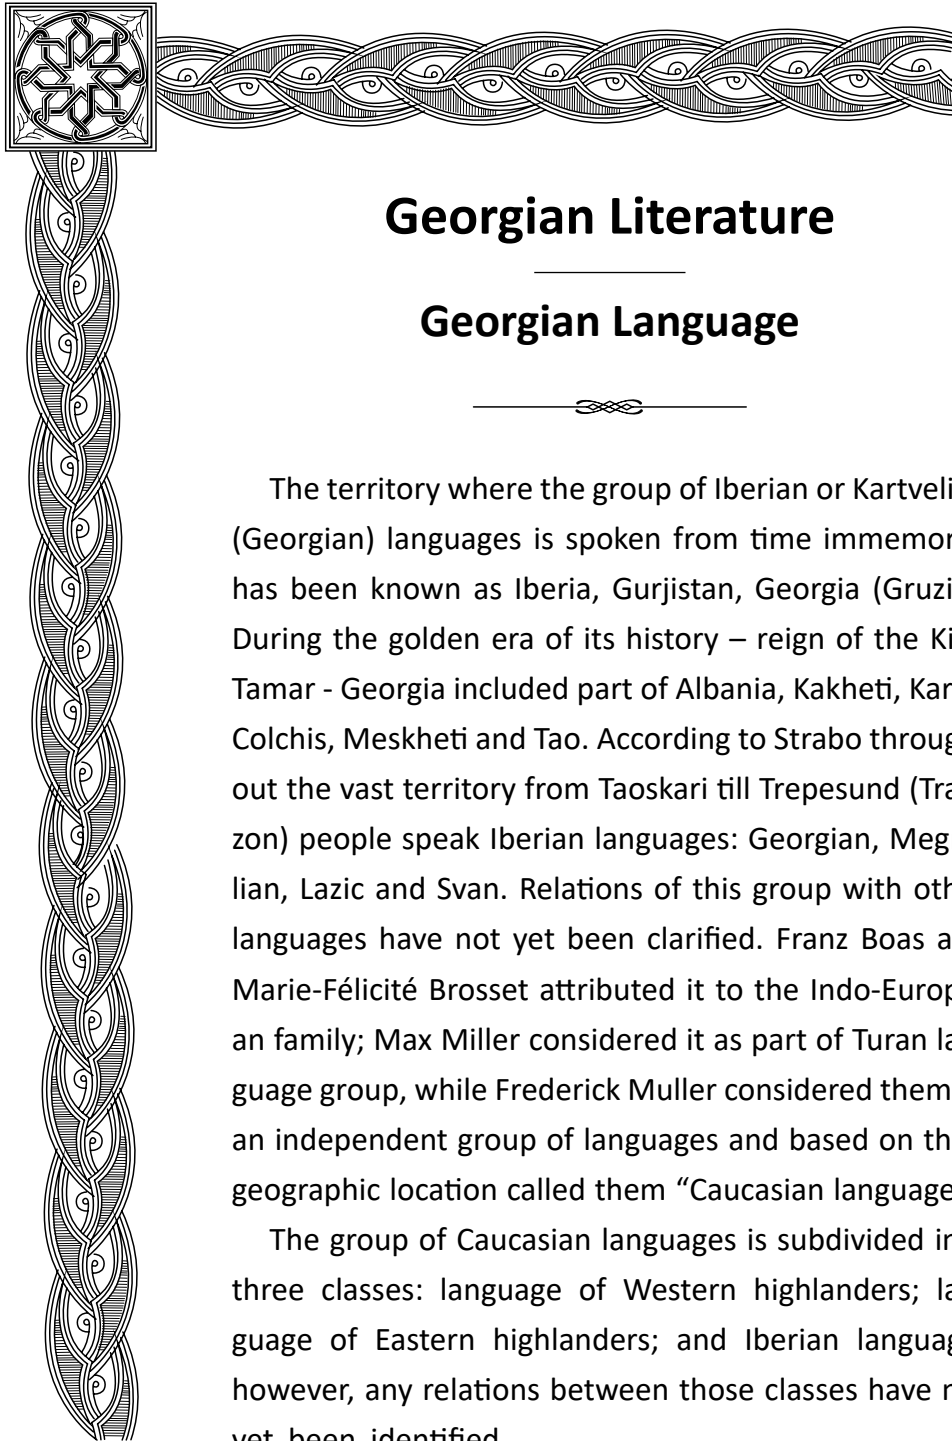 Georgian Literature
Georgian Language
The territory where the group of Iberian or Kartveli
(Georgian) languages is spoken from time immemor
has been known as Iberia, Gurjistan, Georgia (Gruzi
During the golden era of its history – reign of the Ki
Tamar - Georgia included part of Albania, Kakheti, Kar
Colchis, Meskheti and Tao. According to Strabo throug
out the vast territory from Taoskari till Trepesund (Tra
zon) people speak Iberian languages: Georgian, Meg
lian, Lazic and Svan. Relations of this group with oth
languages have not yet been clarified. Franz Boas a
Marie-Félicité Brosset attributed it to the Indo-Europ
an family; Max Miller considered it as part of Turan la
guage group, while Frederick Muller considered them
an independent group of languages and based on th
geographic location called them “Caucasian language
The group of Caucasian languages is subdivided in
three classes: language of Western highlanders; la
guage of Eastern highlanders; and Iberian languag
however, any relations between those classes have n
yet been identified